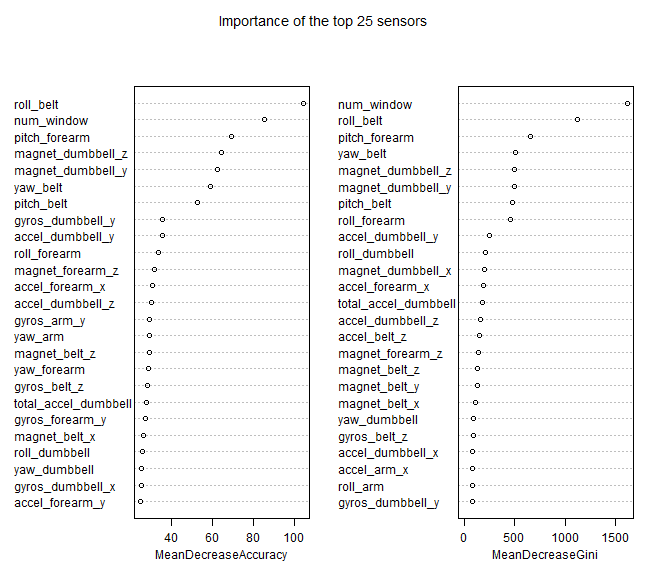 Importance of the top 25 sensors
roll_belt
num_window
pitch_forearm
magnet_dumbbell_z
magnet_dumbbell_y
yaw_belt
pitch_belt
gyros_dumbbell_y
accel_dumbbell_y
roll_forearm
magnet_forearm_z
accel_forearm_x
accel_dumbbell_z
gyros_arm_y
yaw_arm
magnet_belt_z
yaw_forearm
gyros_belt_z
total_accel_dumbbell
gyros_forearm_y
magnet_belt_x
roll_dumbbell
yaw_dumbbell
gyros_dumbbell_x
accel_forearm_y
40 60 80 100
MeanDecreaseAccuracy
num_window
roll_belt
pitch_forearm
yaw_belt
magnet_dumbbell_z
magnet_dumbbell_y
pitch_belt
roll_forearm
accel_dumbbell_y
roll_dumbbell
magnet_dumbbell_x
accel_forearm_x
total_accel_dumbbell
accel_dumbbell_z
accel_belt_z
magnet_forearm_z
magnet_belt_z
magnet_belt_y
magnet_belt_x
yaw_dumbbell
gyros_belt_z
accel_dumbbell_x
accel_arm_x
roll_arm
gyros_dumbbell_y
0 500 1000 1500
MeanDecreaseGini